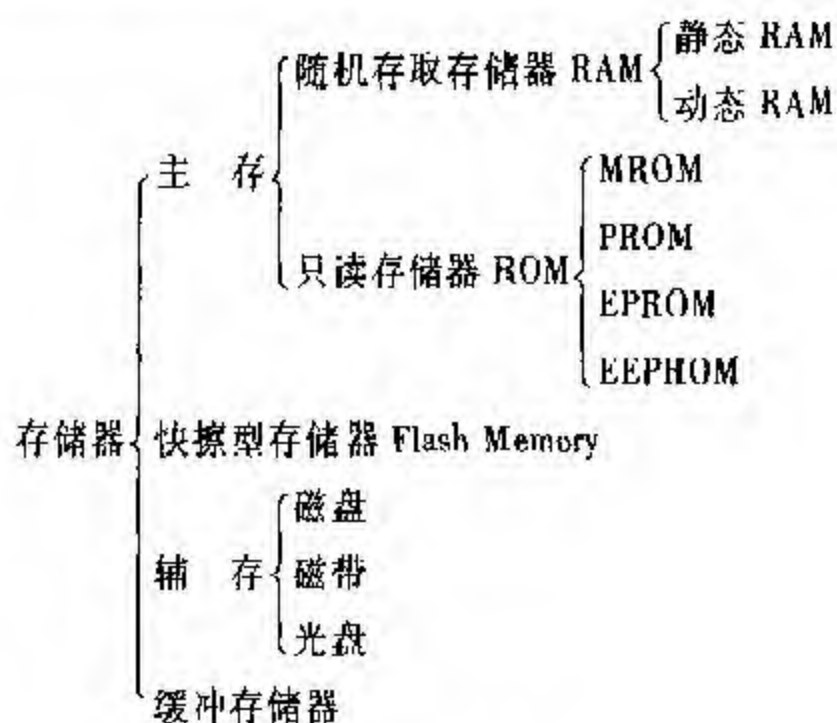 静态 RAM
随机存取存储器 RAM
动态 RAM
主 存
MROM
PROM
只读存储器 ROM
EPROM
EEPHOM
存储器
快擦型存储器 Flash Memory
磁盘
辅 存
磁带
光盘
缓冲存储器